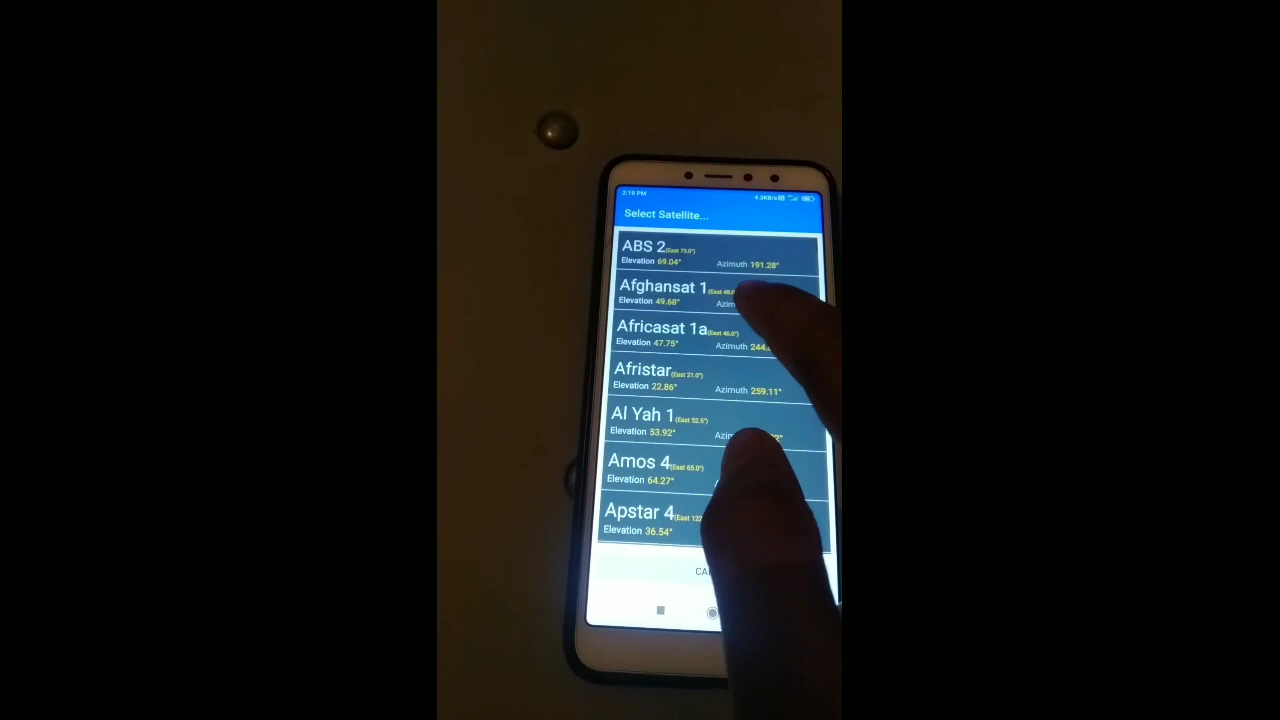 2:19 PM
4.3KB/s
Select Satellite...
ABS 2(East 75.0°)
Elevation 69.04° Azimuth 191.28°
Afghansat 1(East 48.0
Elevation 49.68° Azim
Africasat 1a(East 46.0°)
Elevation 47.75° Azimuth 244.
Afristar(East 21.0°)
Elevation 22.86° Azimuth 259.11°
Al Yah 1(East 52.5°)
Elevation 53.92° Azi
Amos 4(East 65.0°)
Elevation 64.27°
Apstar 4(East 122
Elevation 36.54°
CA